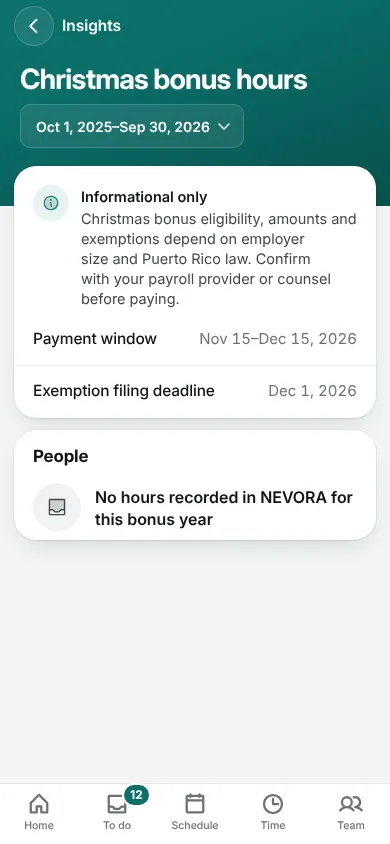 Insights
Christmas bonus hours
Oct 1, 2025–Sep 30, 2026
Informational only
Christmas bonus eligibility, amounts and
exemptions depend on employer
size and Puerto Rico law. Confirm
with your payroll provider or counsel
before paying.
Payment window Nov 15–Dec 15, 2026
Exemption filing deadline Dec 1, 2026
People
No hours recorded in NEVORA for
this bonus year
12
Home To do Schedule Time Team